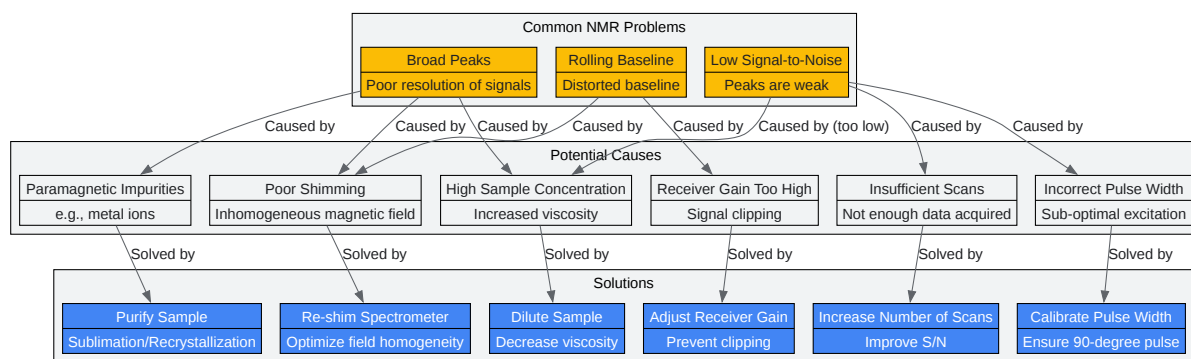 Common NMR Problems
Broad Peaks
Poor resolution of signals
Rolling Baseline
Distorted baseline
Low Signal-to-Noise
Peaks are weak
Caused by
Caused by
Caused by
Caused by
Caused by
Caused by (too low)
Caused by
Caused by
Potential Causes
Paramagnetic Impurities
e.g., metal ions
Poor Shimming
Inhomogeneous magnetic field
High Sample Concentration
Increased viscosity
Receiver Gain Too High
Signal clipping
Insufficient Scans
Not enough data acquired
Incorrect Pulse Width
Sub-optimal excitation
Solved by
Solved by
Solved by
Solved by
Solved by
Solved by
Solutions
Purify Sample
Sublimation/Recrystallization
Re-shim Spectrometer
Optimize field homogeneity
Dilute Sample
Decrease viscosity
Adjust Receiver Gain
Prevent clipping
Increase Number of Scans
Improve S/N
Calibrate Pulse Width
Ensure 90-degree pulse